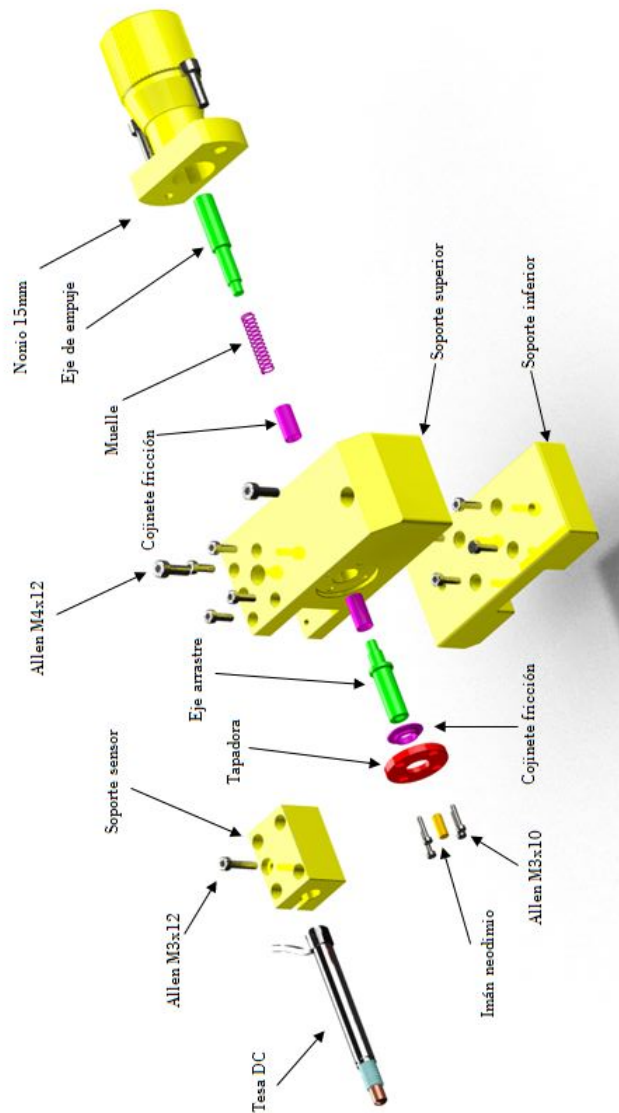 Nonio 15mm
Eje de empuje
Muelle
Cojinete fricción
Allen M4x12
Soporte superior
Soporte inferior
Eje arrastre
Tapadora
Cojinete fricción
Soporte sensor
Allen M3x12
Allen M3x10
Imán neodimio
Tesa DC